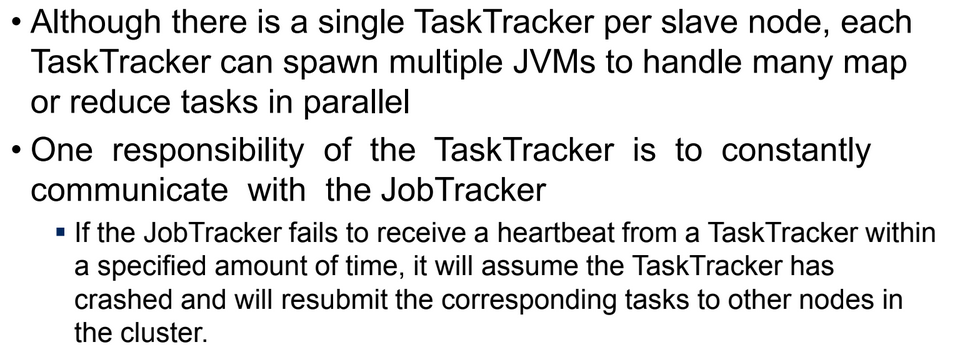 • Although there is a single TaskTracker per slave node, each
TaskTracker can spawn multiple JVMs to handle many map
or reduce tasks in parallel
• One responsibility of the TaskTracker is to constantly
communicate with the JobTracker
▪ If the JobTracker fails to receive a heartbeat from a TaskTracker within
a specified amount of time, it will assume the TaskTracker has
crashed and will resubmit the corresponding tasks to other nodes in
the cluster.